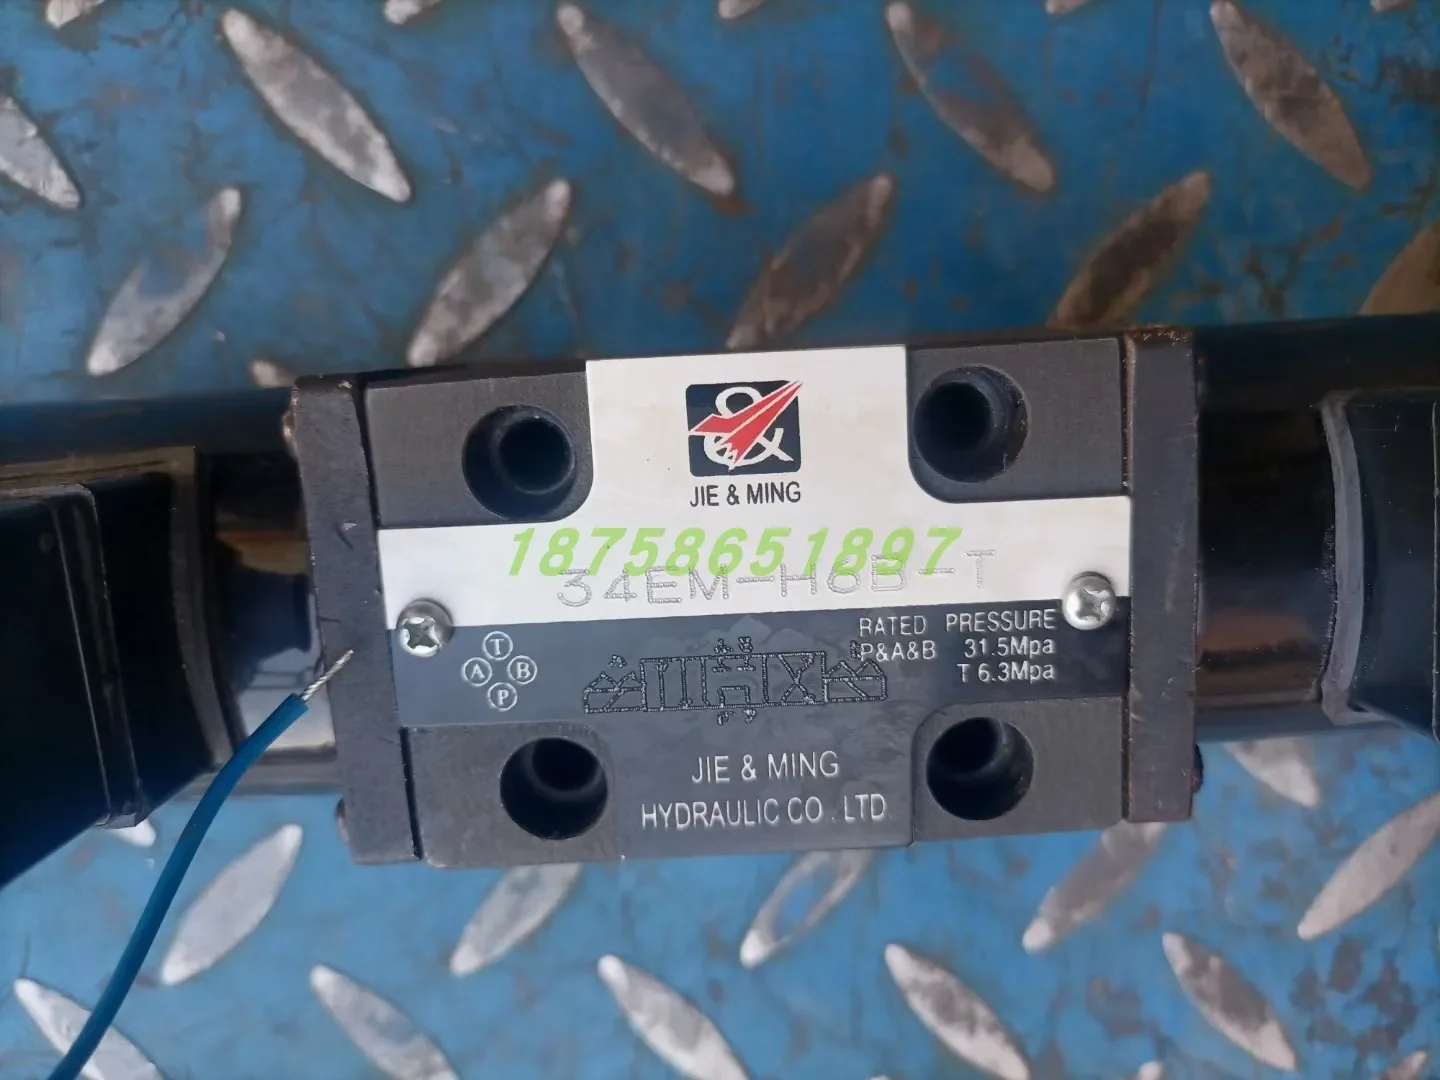 JIE & MING
18758651897
34EM-H6B-T
RATED PRESSURE
P&A&B 31.5Mpa
T 6.3Mpa
T
A B
P
JIE & MING
HYDRAULIC CO . LTD